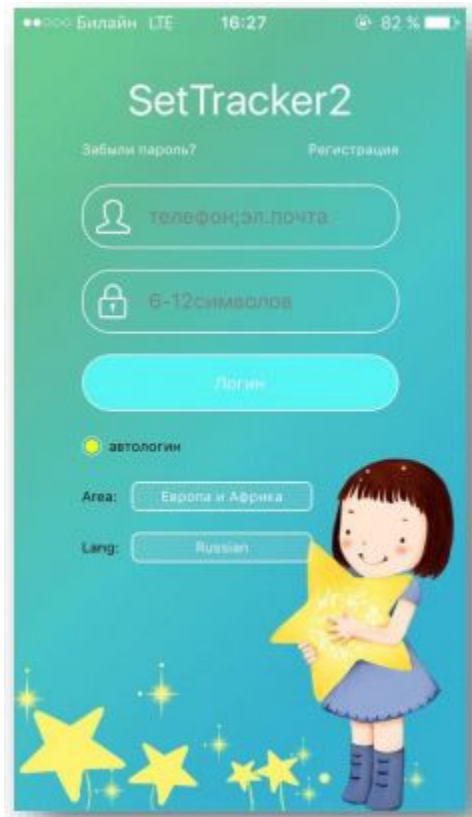 Билайн LTE 16:27 82 %
SetTracker2
Забыли пароль? Регистрация
телефон;эл.почта
6-12символов
Логин
автологин
Area: Европа и Африка
Lang: Russian